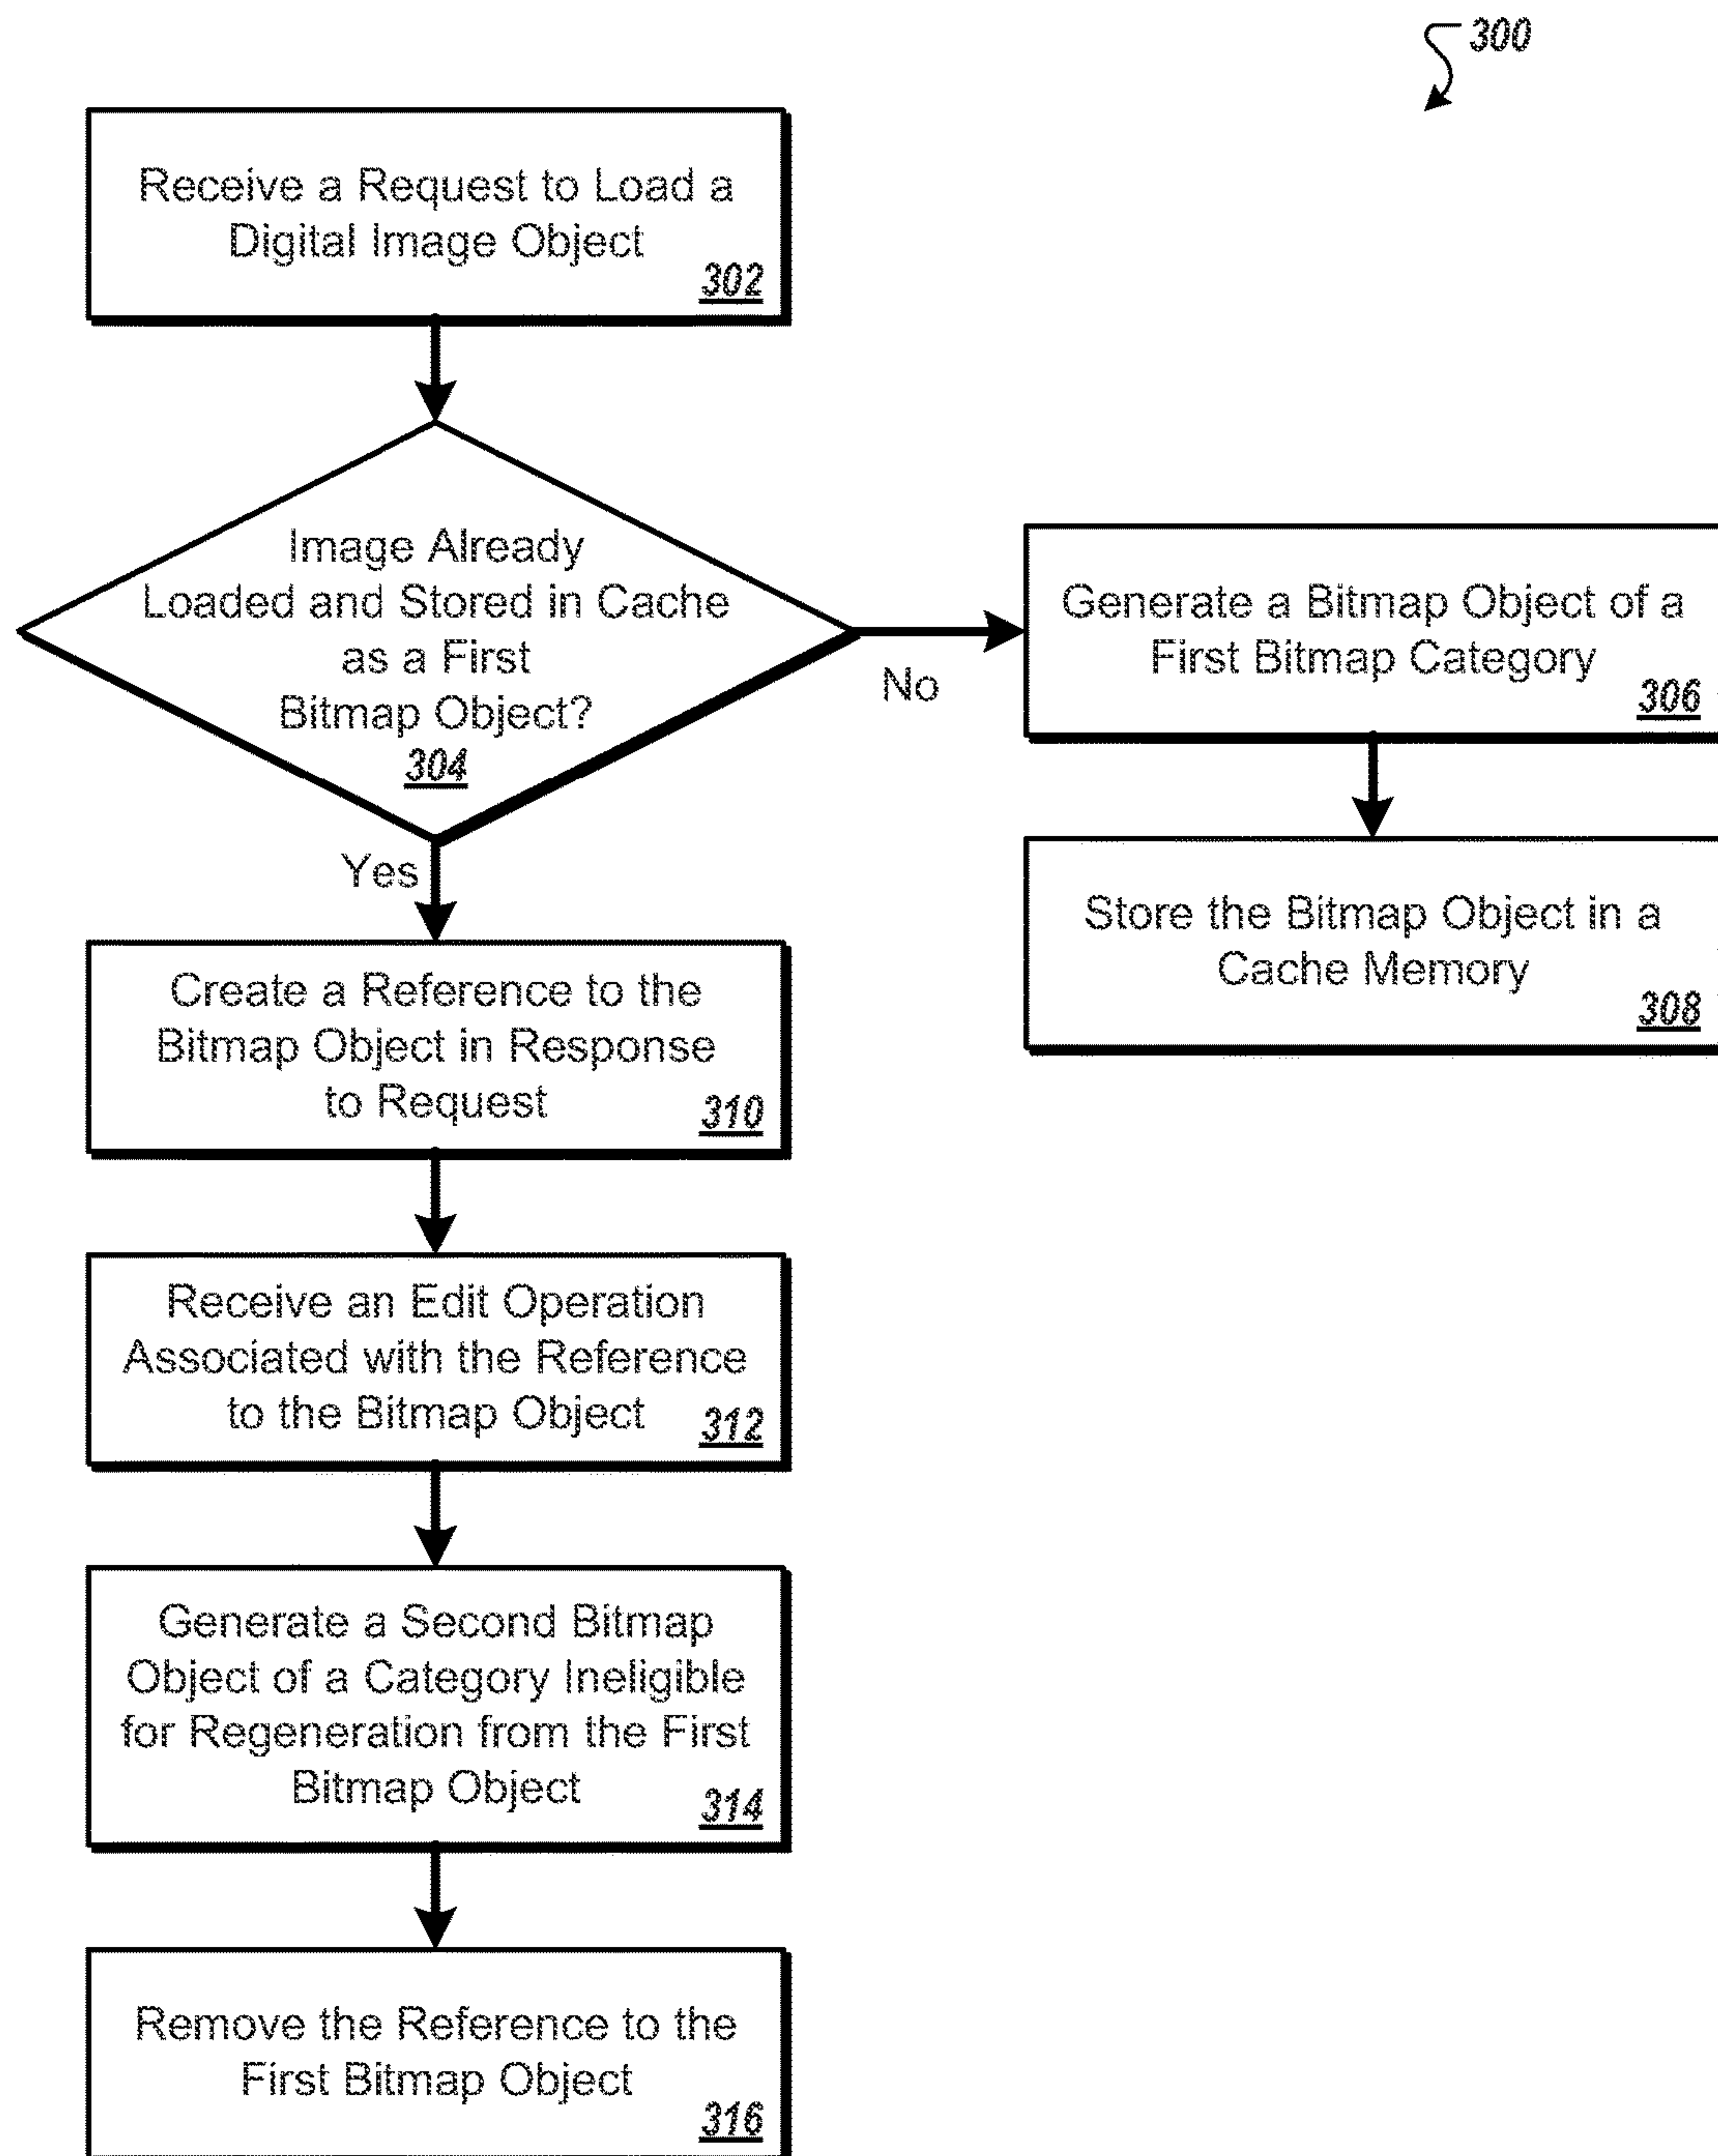 300
Receive a Request to Load a
Digital Image Object
302
Image Already
Loaded and Stored in Cache
as a First
Bitmap Object?
304
No
Generate a Bitmap Object of a
First Bitmap Category
306
Store the Bitmap Object in a
Cache Memory
308
Yes
Create a Reference to the
Bitmap Object in Response
to Request
310
Receive an Edit Operation
Associated with the Reference
to the Bitmap Object
312
Generate a Second Bitmap
Object of a Category Ineligible
for Regeneration from the First
Bitmap Object
314
Remove the Reference to the
First Bitmap Object
316